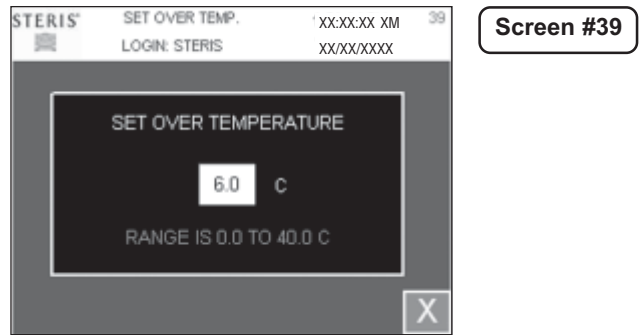 STERIS® SET OVER TEMP. XX:XX:XX XM 39
LOGIN: STERIS XX/XX/XXXX
Screen #39
SET OVER TEMPERATURE
6.0 C
RANGE IS 0.0 TO 40.0 C
X